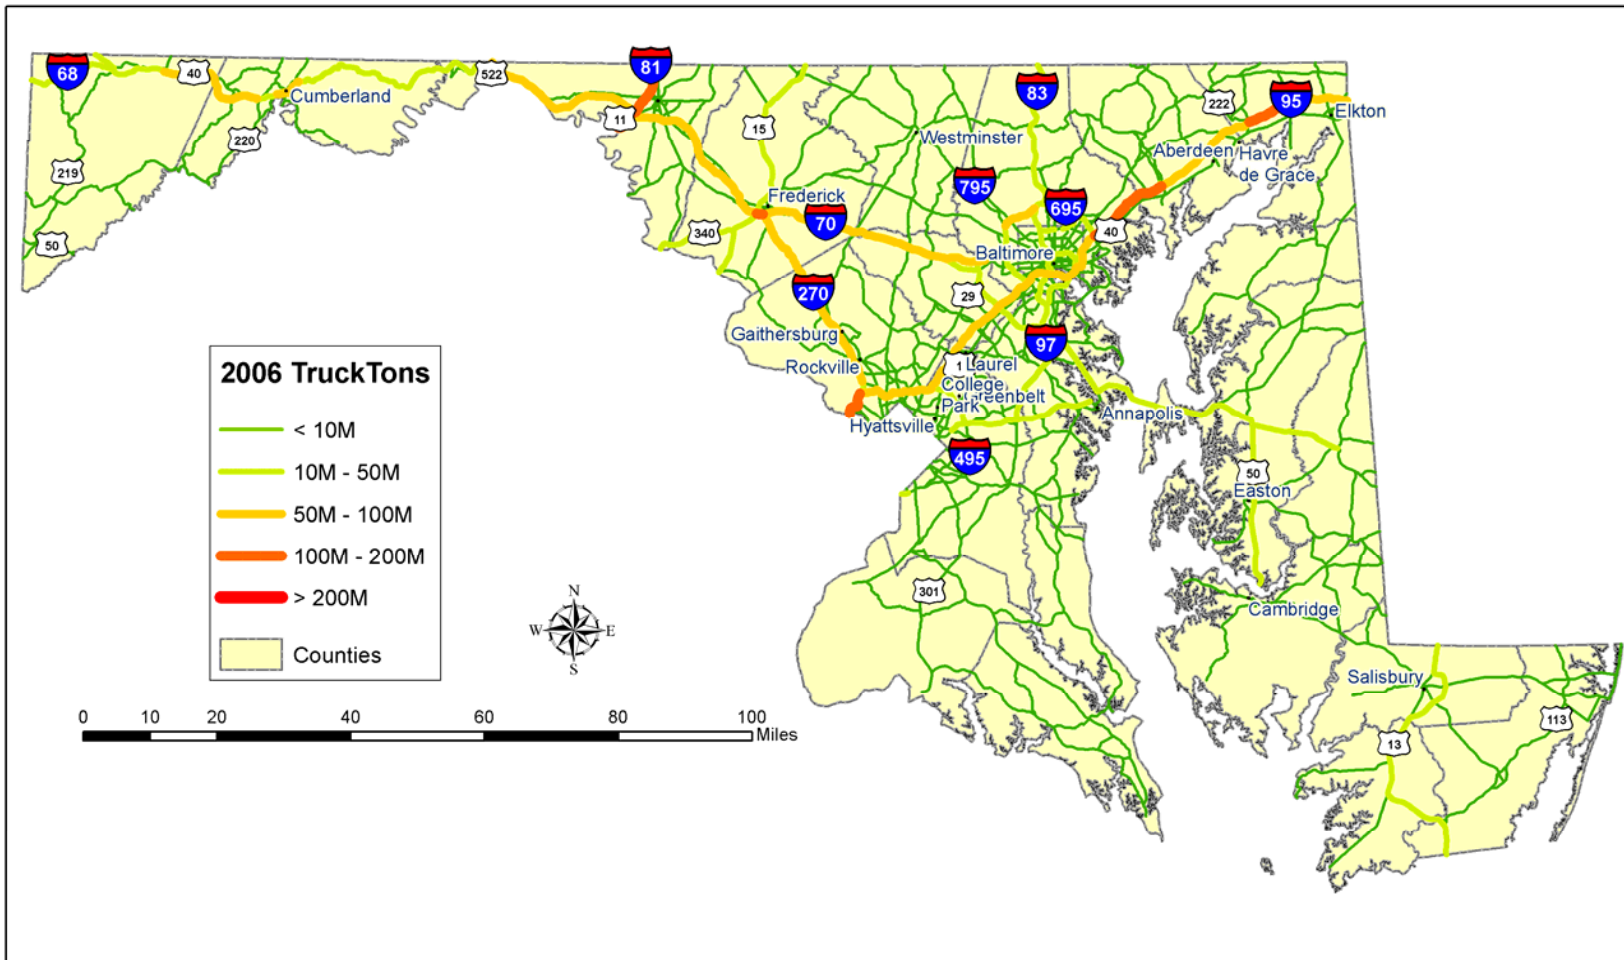 68
40
522
81
83
222
95
Elkton
Cumberland
11
15
Westminster
220
Aberdeen
Havre
de Grace
219
795
Frederick
695
340
70
40
50
Baltimore
270
29
Gaithersburg
97
Rockville
1
Laurel
College
Park
Greenbelt
Annapolis
Hyattsville
495
50
Easton
301
Cambridge
Salisbury
113
13
2006 TruckTons
< 10M
10M - 50M
50M - 100M
100M - 200M
> 200M
Counties
N
W
E
S
0 10 20 40 60 80 100
Miles